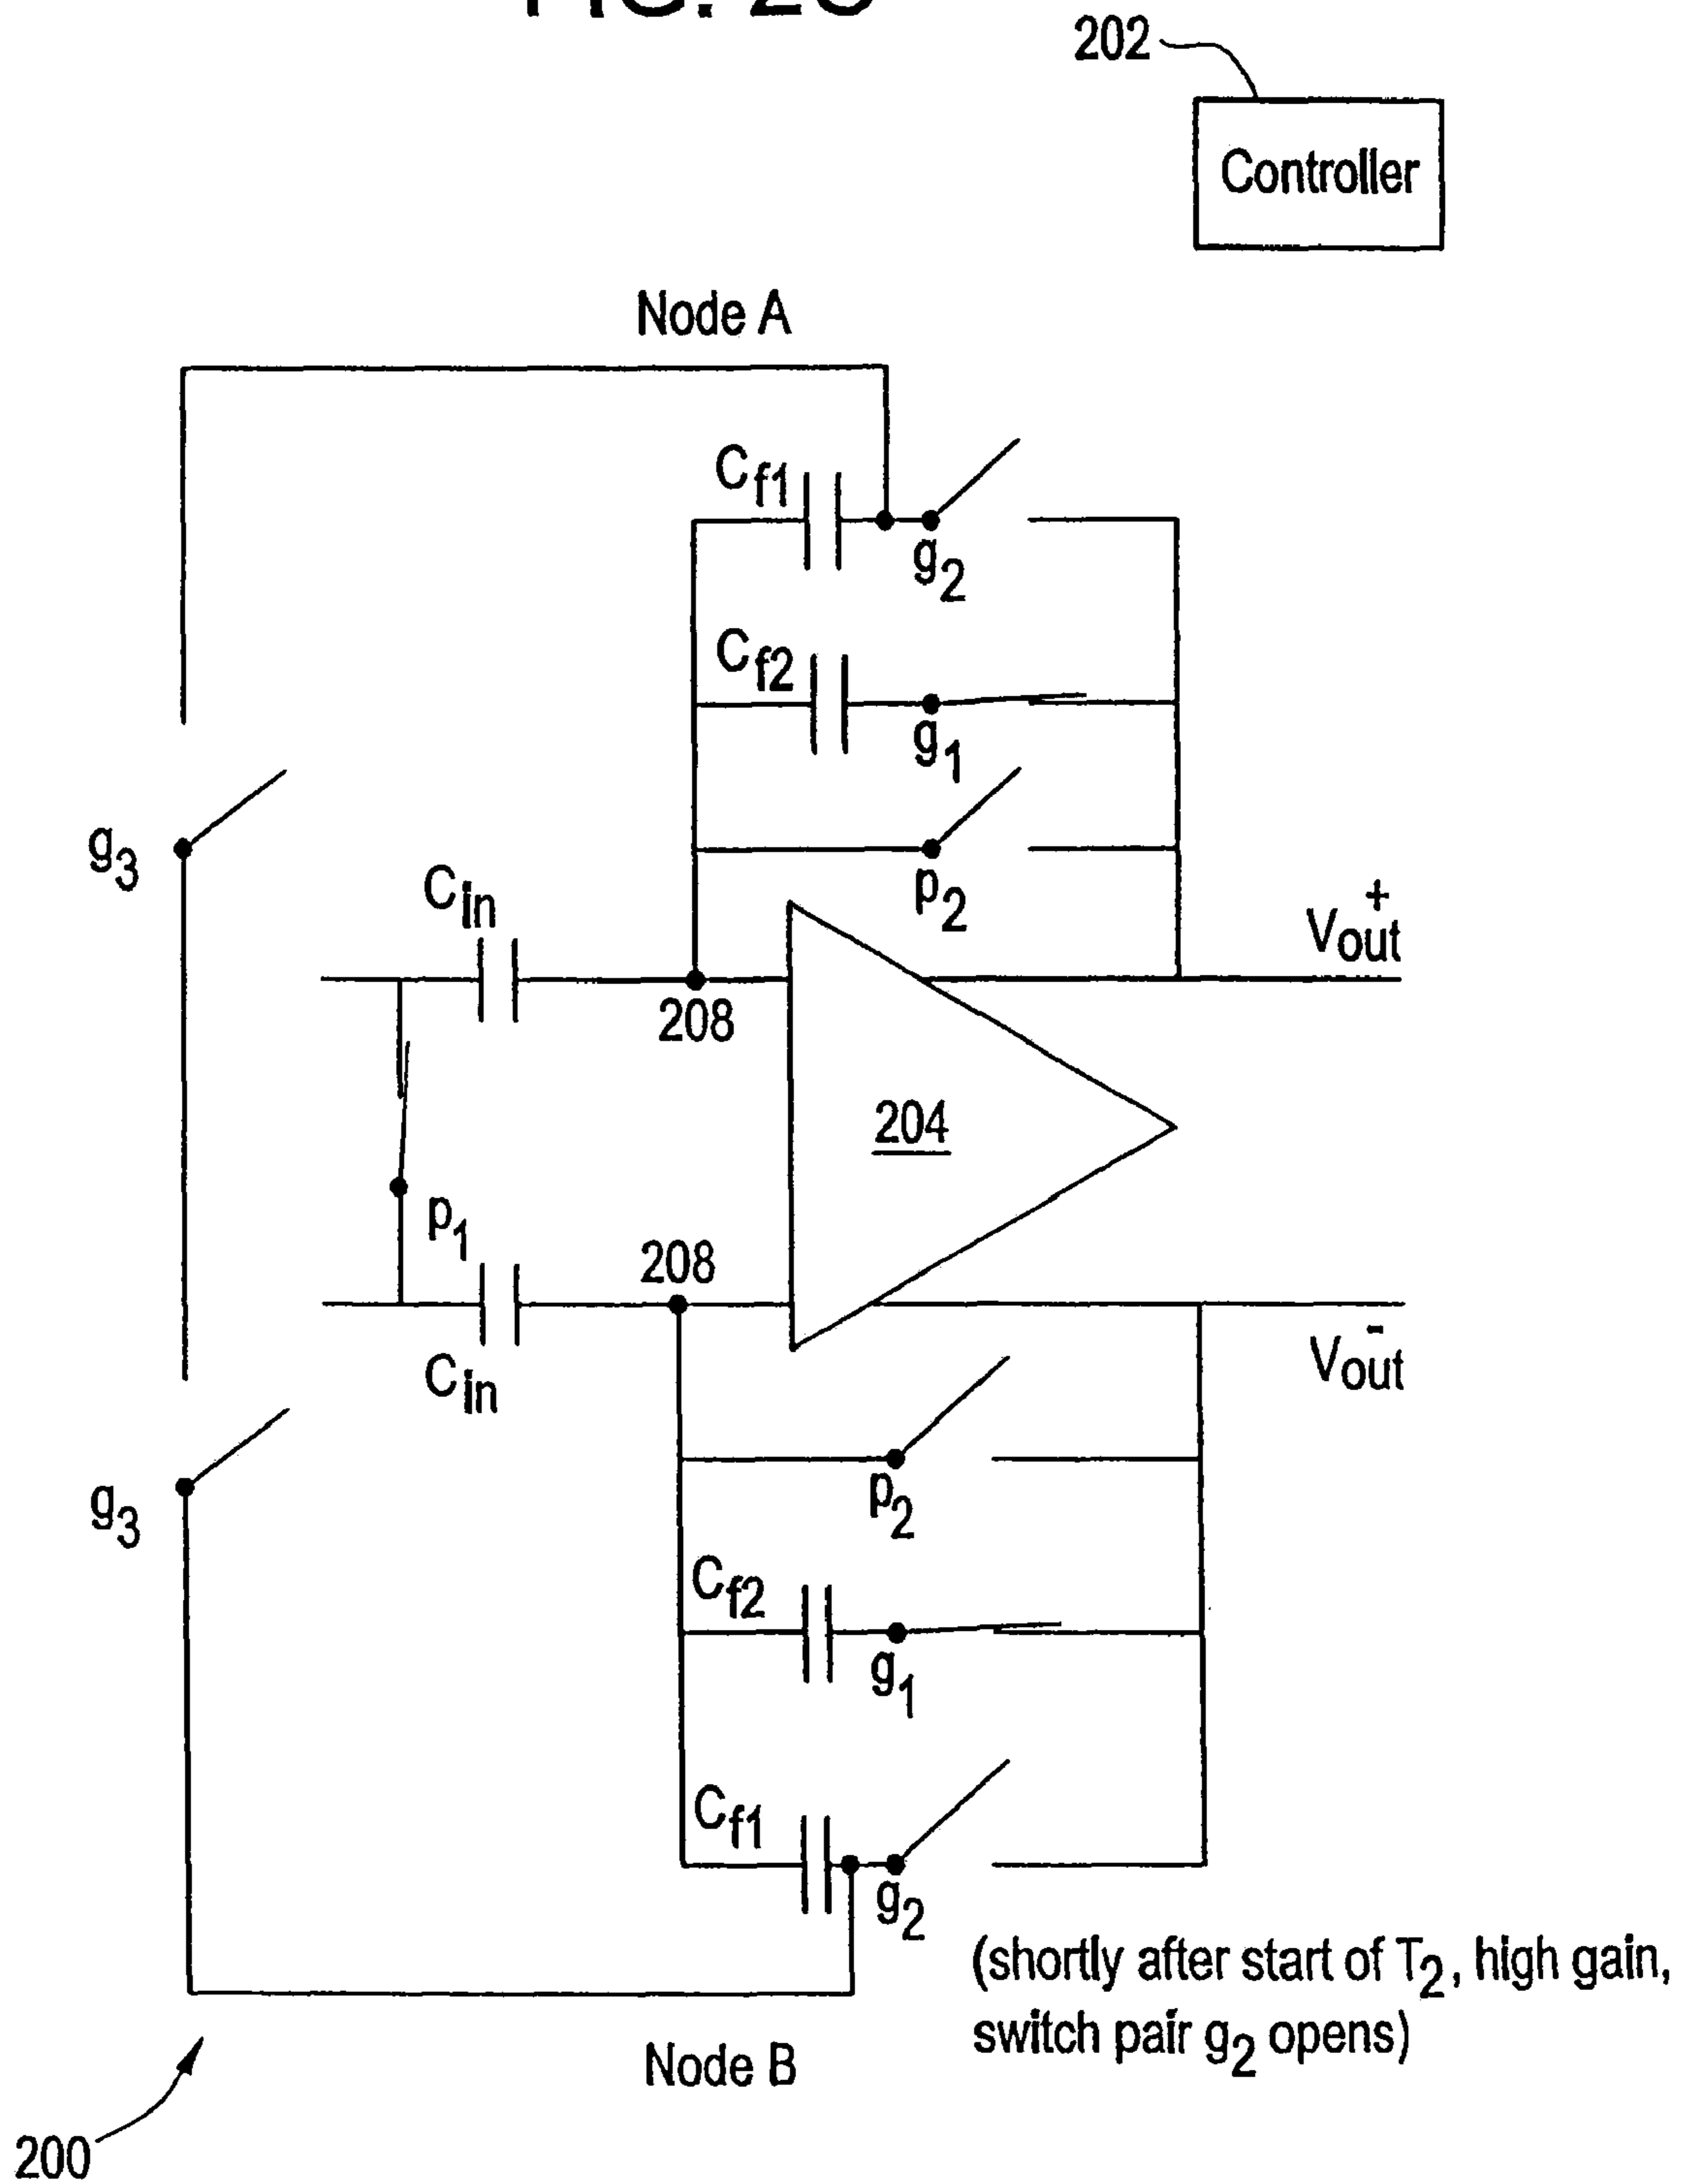 202
Controller
Node A
Cf1
g2
Cf2
g1
g3
p2
Cin
Vout+
208
204
p1
208
Cin
Vout-
p2
g3
Cf2
g1
Cf1
g2
(shortly after start of T2, high gain,
switch pair g2 opens)
Node B
200